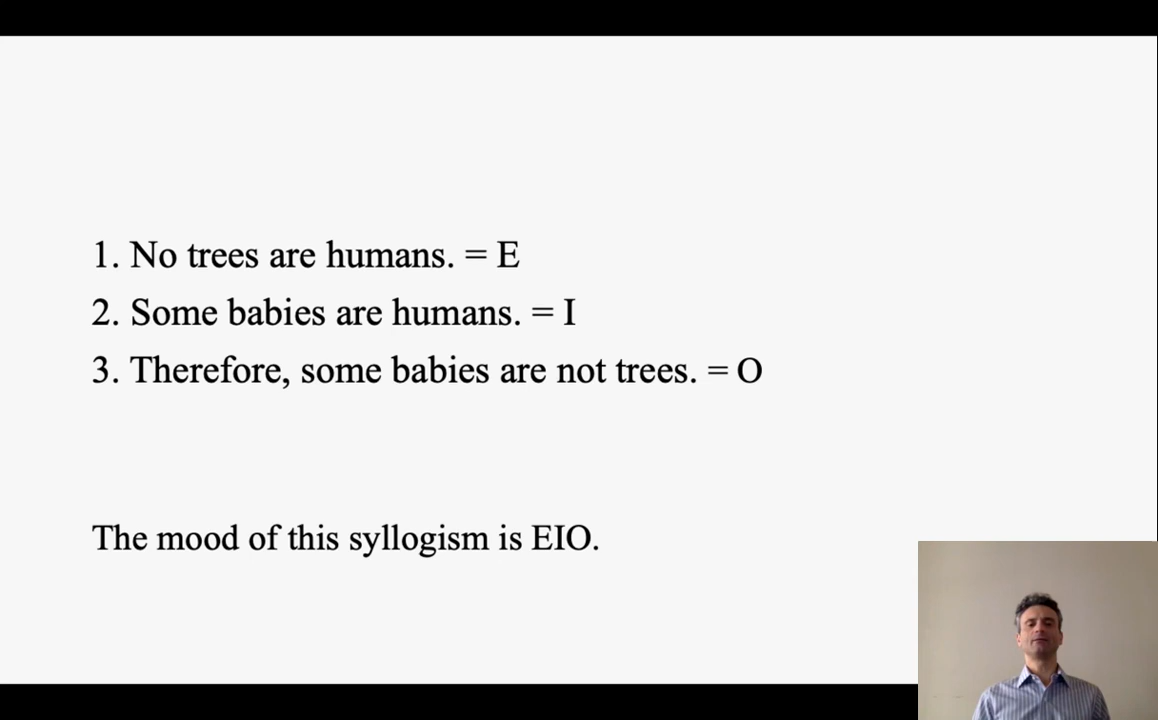 1. No trees are humans. = E
2. Some babies are humans. = I
3. Therefore, some babies are not trees. = O
The mood of this syllogism is EIO.